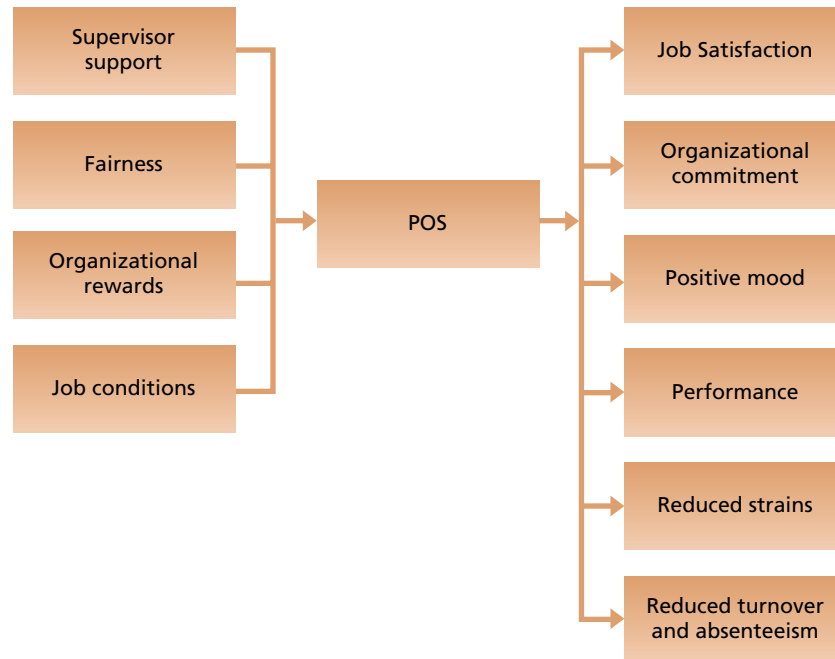 Supervisor
support
Fairness
Organizational
rewards
Job conditions
POS
Job Satisfaction
Organizational
commitment
Positive mood
Performance
Reduced strains
Reduced turnover
and absenteeism